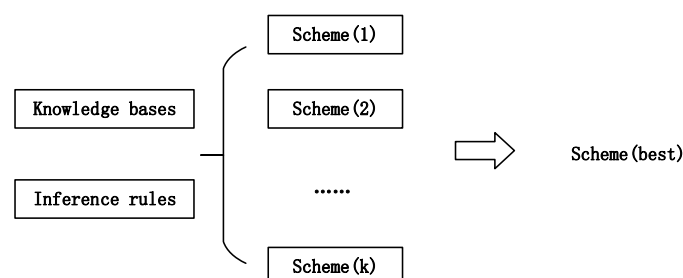 Scheme(1)
Knowledge bases
Scheme(2)
Scheme(best)
Inference rules
······
Scheme(k)